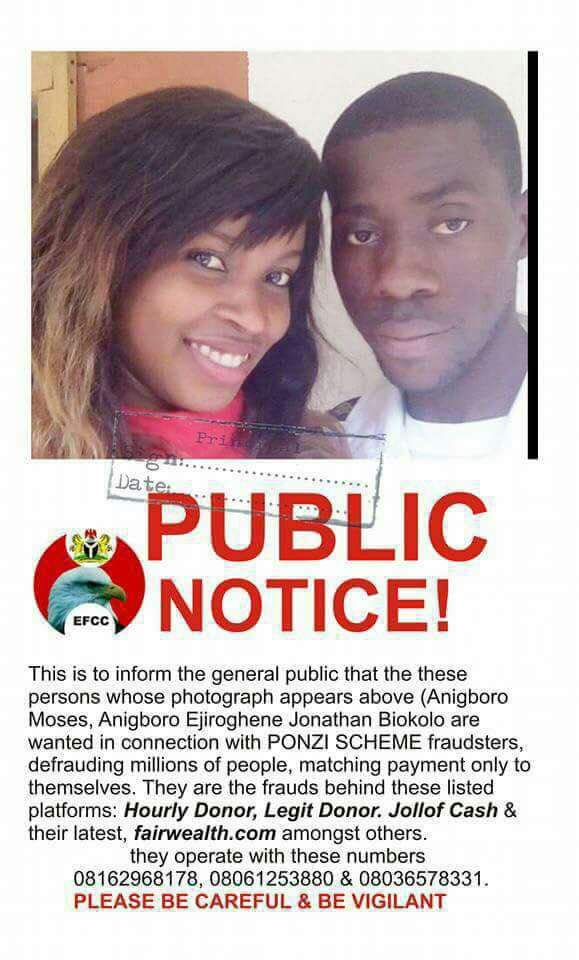 Sign:
Date:
PUBLIC
NOTICE!
EFCC
This is to inform the general public that the these
persons whose photograph appears above (Anigboro
Moses, Anigboro Ejiroghene Jonathan Biokolo are
wanted in connection with PONZI SCHEME fraudsters,
defrauding millions of people, matching payment only to
themselves. They are the frauds behind these listed
platforms: Hourly Donor, Legit Donor. Jollof Cash &
their latest, fairwealth.com amongst others.
they operate with these numbers
08162968178, 08061253880 & 08036578331.
PLEASE BE CAREFUL & BE VIGILANT